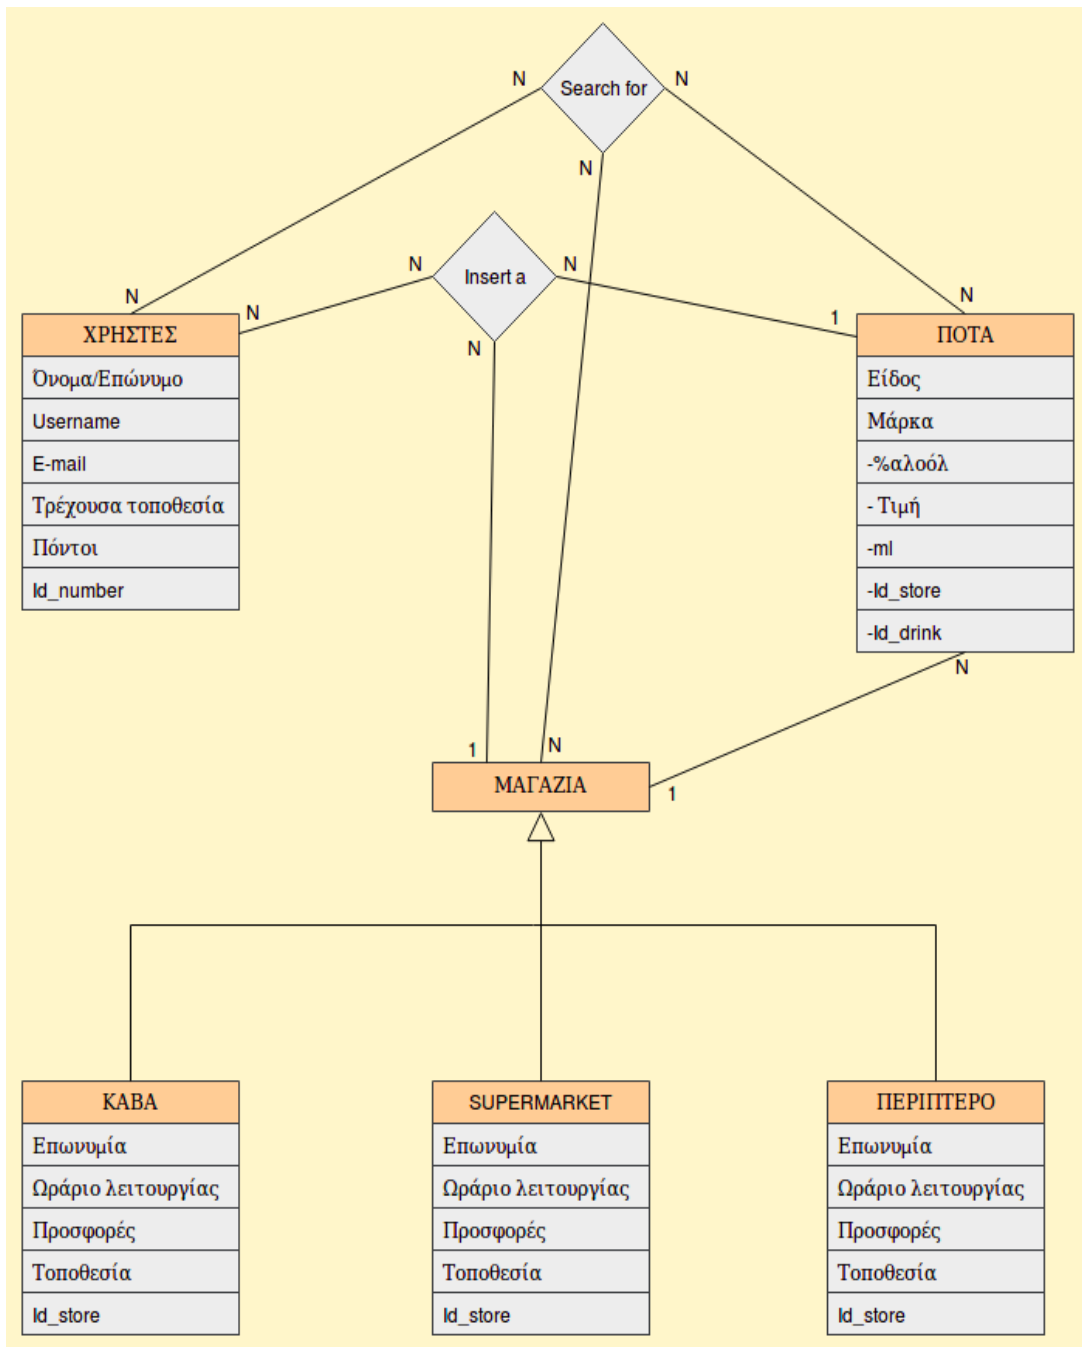 Search for
N
N
N
Insert a
N
N
N
N
N
N
1
ΧΡΗΣΤΕΣ
Όνομα/Επώνυμο
Username
E-mail
Τρέχουσα τοποθεσία
Πόντοι
Id_number
ΠΟΤΑ
Είδος
Μάρκα
-%αλοόλ
- Τιμή
-ml
-Id_store
-Id_drink
N
1
N
1
ΜΑΓΑΖΙΑ
ΚΑΒΑ
Επωνυμία
Ωράριο λειτουργίας
Προσφορές
Τοποθεσία
Id_store
SUPERMARKET
Επωνυμία
Ωράριο λειτουργίας
Προσφορές
Τοποθεσία
Id_store
ΠΕΡΙΠΤΕΡΟ
Επωνυμία
Ωράριο λειτουργίας
Προσφορές
Τοποθεσία
Id_store